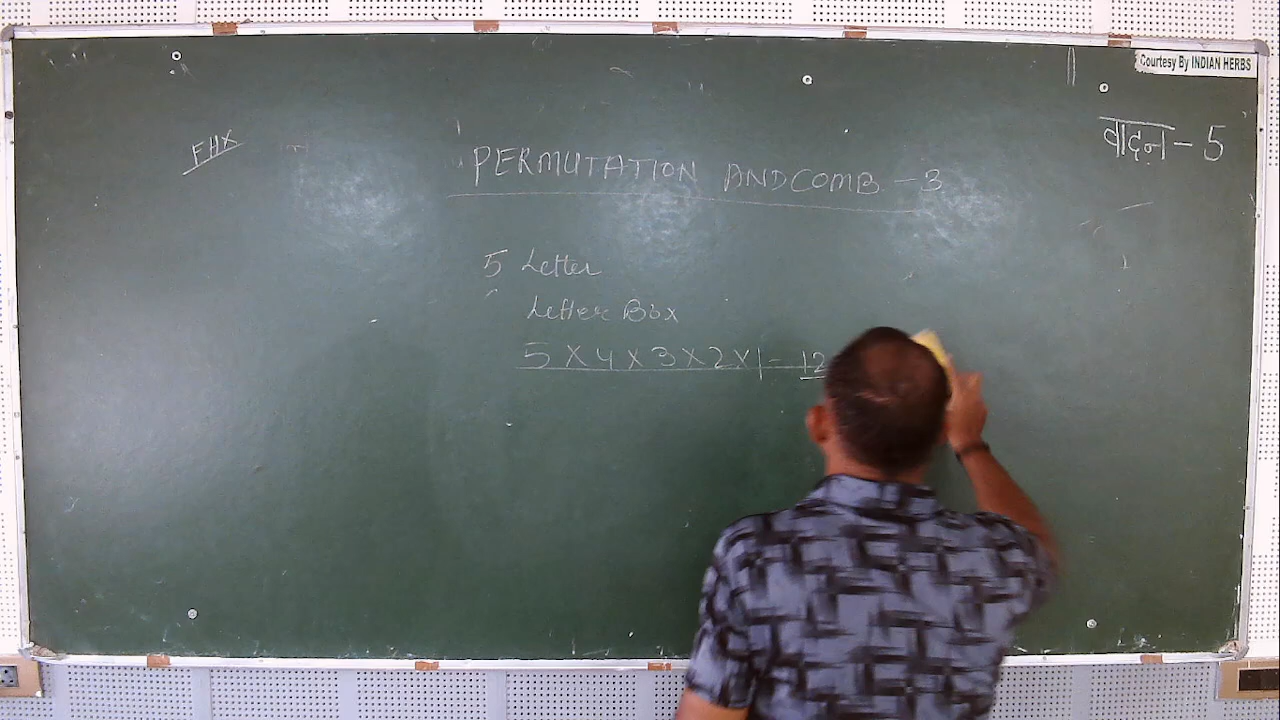 Courtesy By INDIAN HERBS
FHX
वादन - 5
PERMUTATION AND COMB - 3
5 Letter
Letter Box
5 X 4 X 3 X 2 X 1 = 12